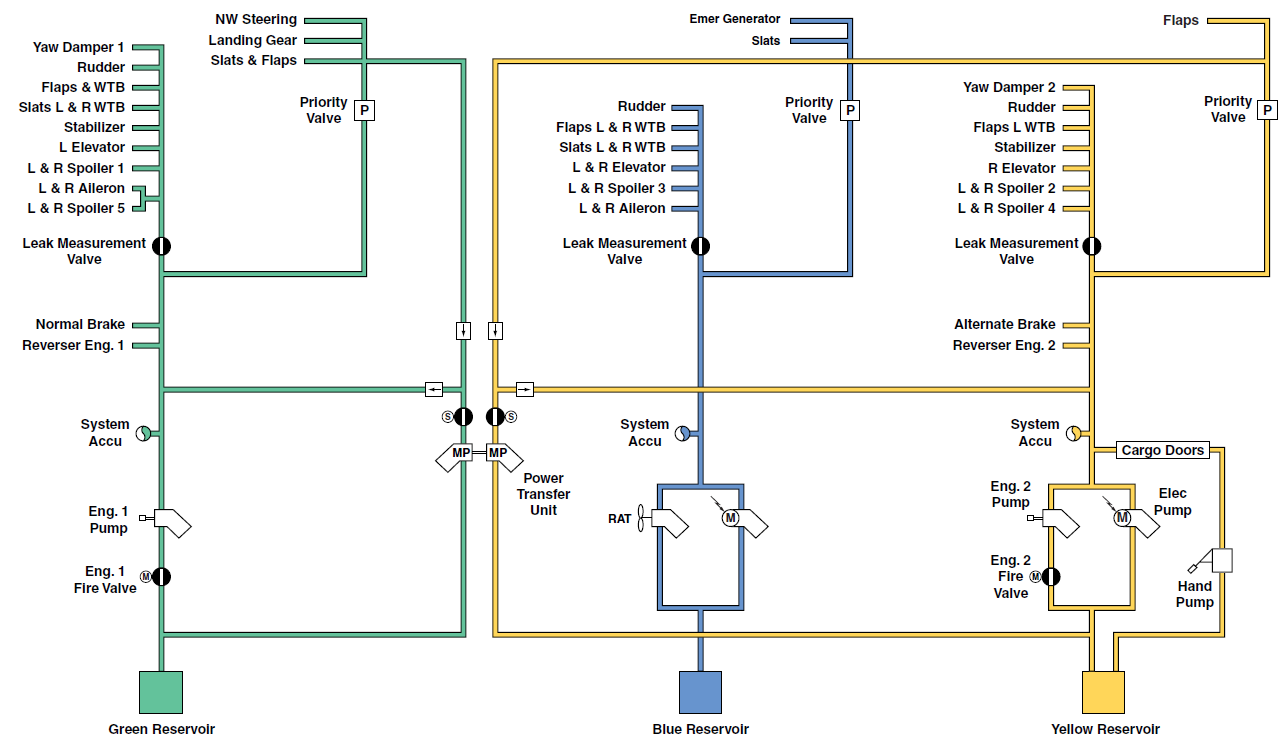 NW Steering
Landing Gear
Slats & Flaps
Yaw Damper 1
Rudder
Flaps & WTB
Slats L & R WTB
Stabilizer
L Elevator
L & R Spoiler 1
L & R Aileron
L & R Spoiler 5
Priority
Valve
P
Leak Measurement
Valve
Normal Brake
Reverser Eng. 1
System
Accu
Eng. 1
Pump
Eng. 1
Fire Valve
M
Green Reservoir
S
S
MP
MP
Power
Transfer
Unit
Emer Generator
Slats
Priority
Valve
P
Rudder
Flaps L & R WTB
Slats L & R WTB
L & R Elevator
L & R Spoiler 3
L & R Aileron
Leak Measurement
Valve
System
Accu
RAT
M
Blue Reservoir
Flaps
Priority
Valve
P
Yaw Damper 2
Rudder
Flaps L WTB
Stabilizer
R Elevator
L & R Spoiler 2
L & R Spoiler 4
Leak Measurement
Valve
Alternate Brake
Reverser Eng. 2
System
Accu
Cargo Doors
Eng. 2
Pump
M
Elec
Pump
Eng. 2
Fire
Valve
M
Hand
Pump
Yellow Reservoir